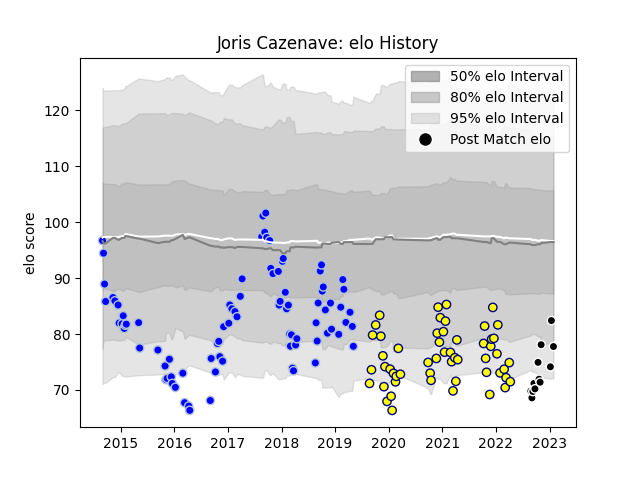 Joris Cazenave: elo History
50% elo Interval
80% elo Interval
95% elo Interval
Post Match elo
elo score
120
110
100
90
80
70
2015 2016 2017 2018 2019 2020 2021 2022 2023